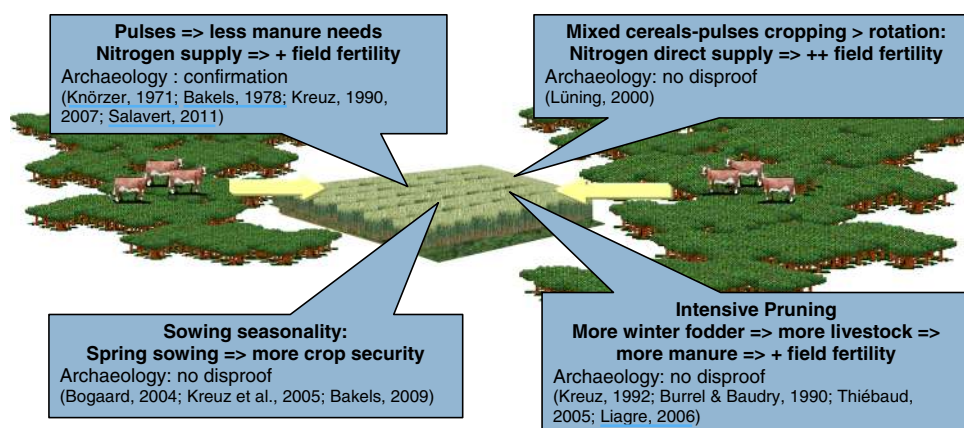 Pulses => less manure needs
Nitrogen supply => + field fertility
Archaeology : confirmation
(Knörzer, 1971; Bakels, 1978; Kreuz, 1990,
2007; Salavert, 2011)
Mixed cereals-pulses cropping > rotation:
Nitrogen direct supply => ++ field fertility
Archaeology: no disproof
(Lüning, 2000)
Sowing seasonality:
Spring sowing => more crop security
Archaeology: no disproof
(Bogaard, 2004; Kreuz et al., 2005; Bakels, 2009)
Intensive Pruning
More winter fodder => more livestock =>
more manure => + field fertility
Archaeology: no disproof
(Kreuz, 1992; Burrel & Baudry, 1990; Thiébaud,
2005; Liagre, 2006)